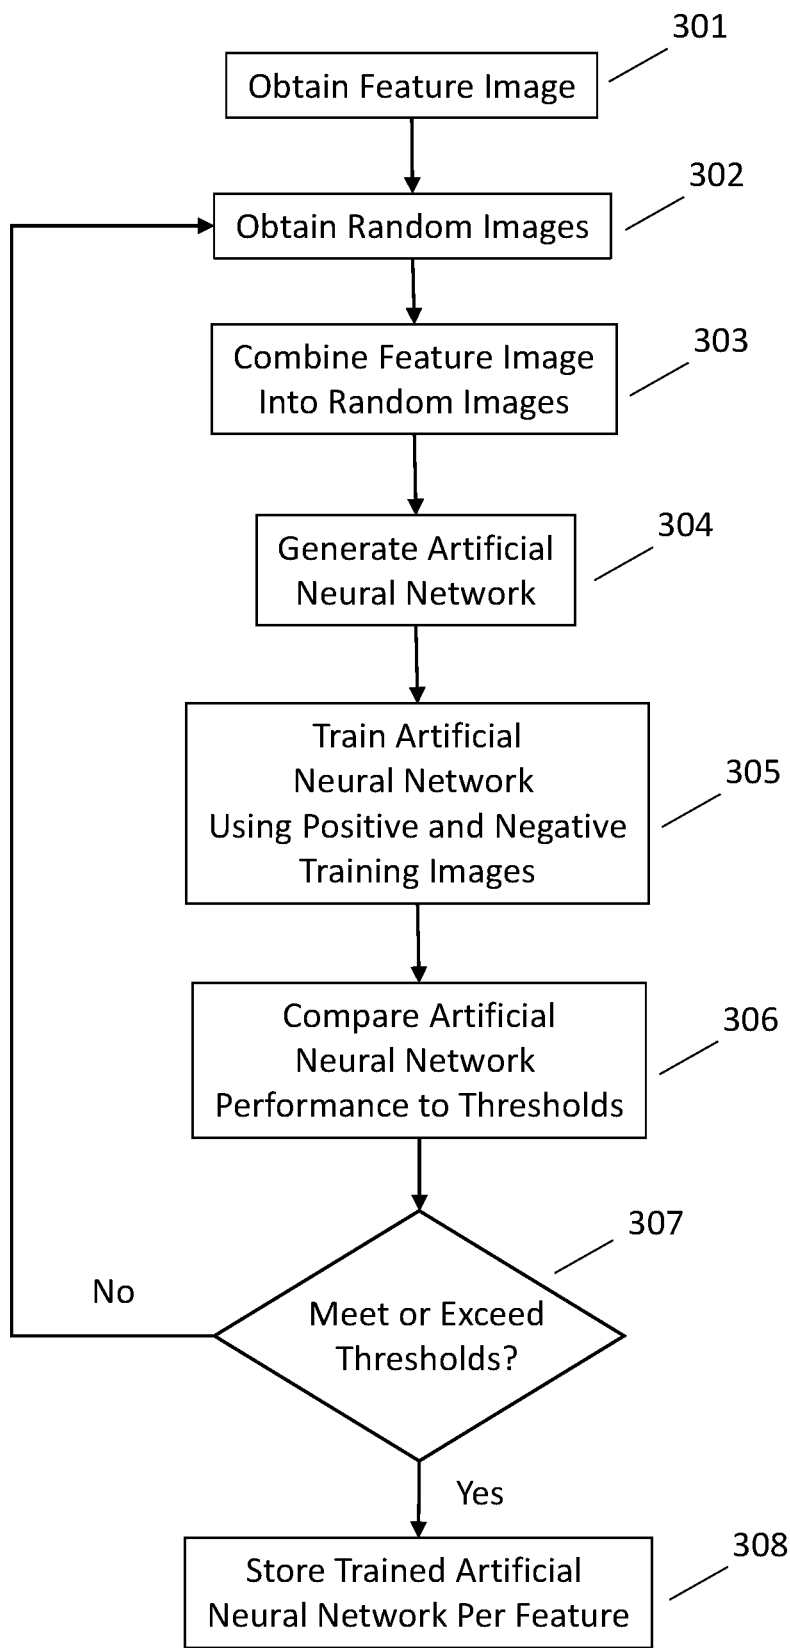 301
Obtain Feature Image
302
Obtain Random Images
303
Combine Feature Image
Into Random Images
304
Generate Artificial
Neural Network
305
Train Artificial
Neural Network
Using Positive and Negative
Training Images
306
Compare Artificial
Neural Network
Performance to Thresholds
307
No
Meet or Exceed
Thresholds?
Yes
308
Store Trained Artificial
Neural Network Per Feature